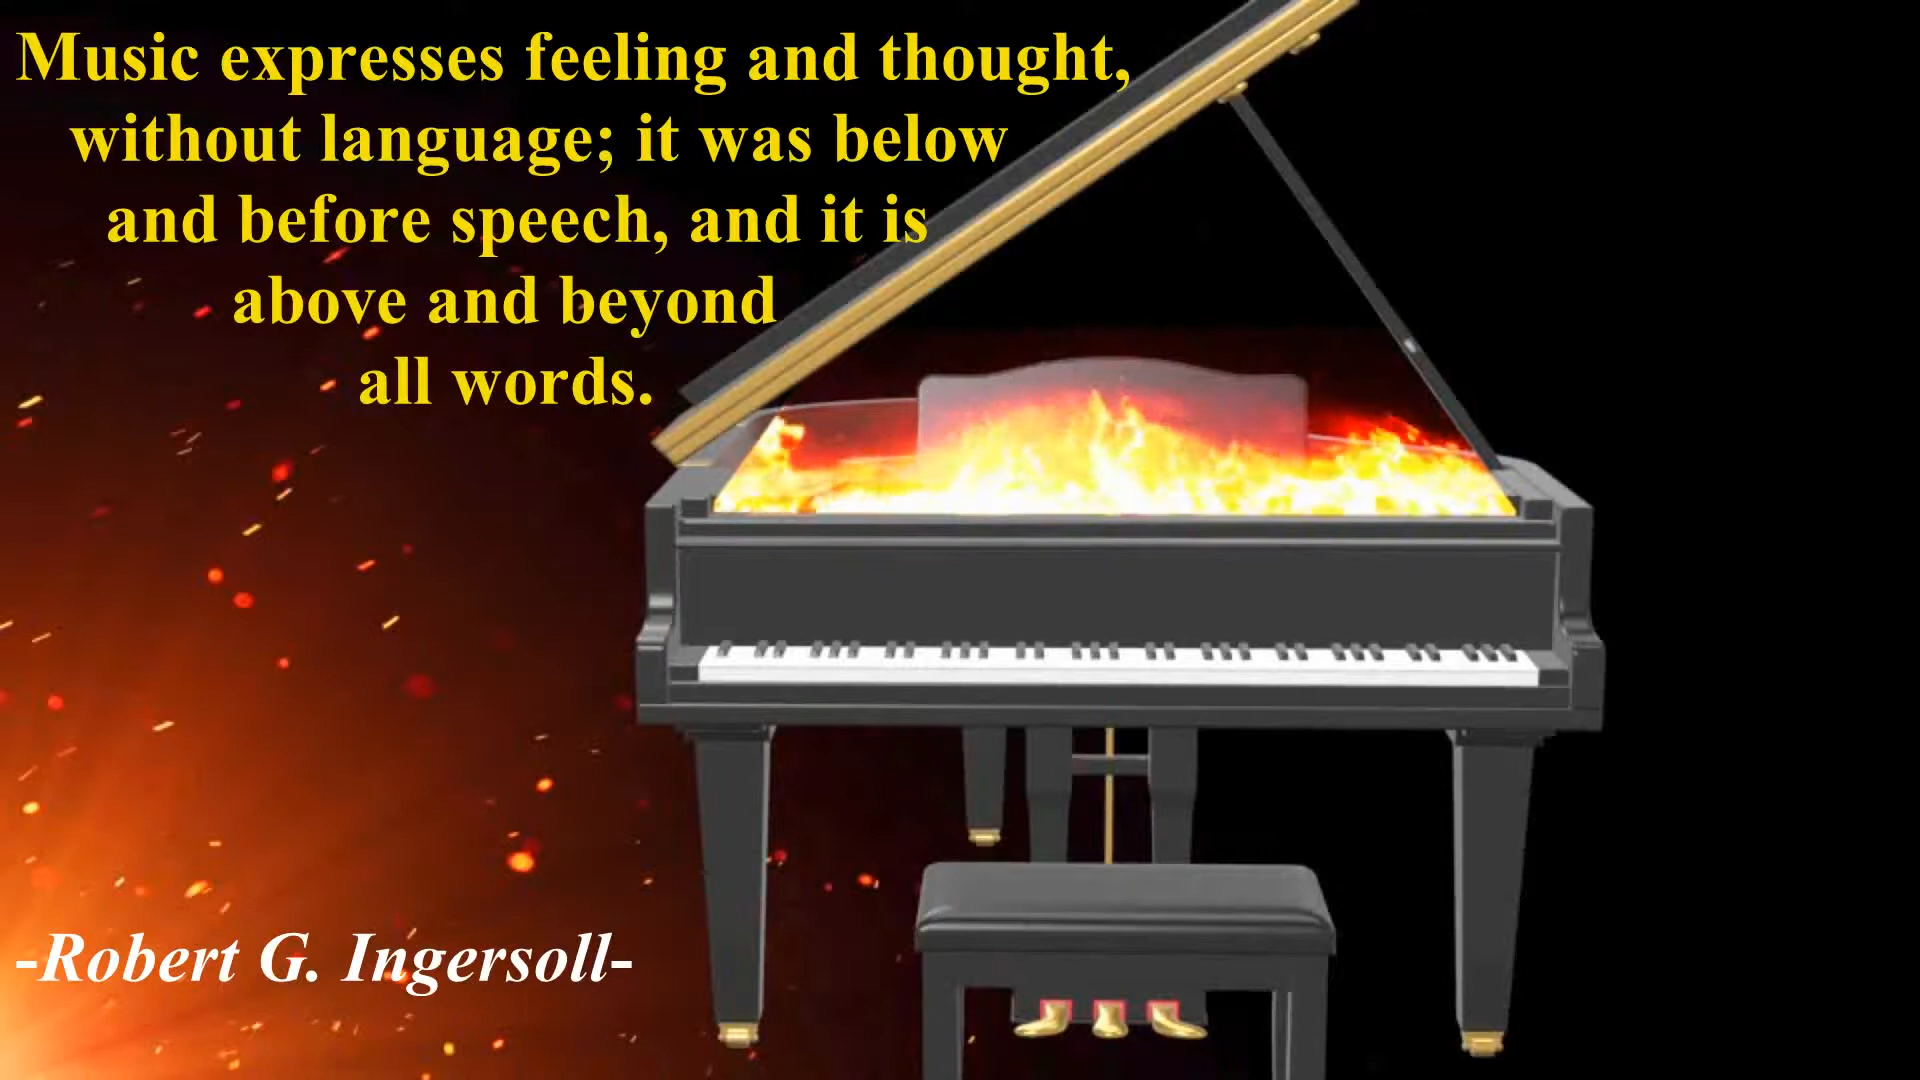 Music expresses feeling and thought,
without language; it was below
and before speech, and it is
above and beyond
all words.
-Robert G. Ingersoll-